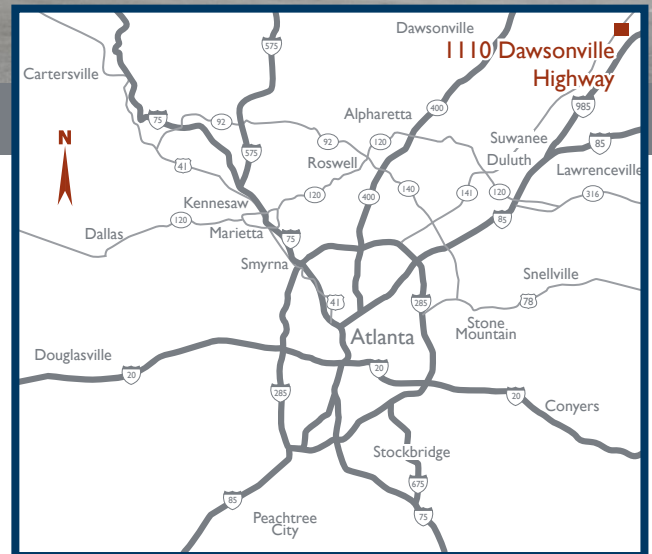 Dawsonville
575
1110 Dawsonville
Highway
Cartersville
400
985
75
92
Alpharetta
92
120
Suwanee
85
N
575
Roswell
Duluth
41
Lawrenceville
120
400
140
141
120
316
Kennesaw
120
85
Dallas
Marietta
75
Smyrna
Snellville
41
285
78
Stone
Mountain
Atlanta
Douglasville
20
20
285
20
Conyers
Stockbridge
675
85
Peachtree
City
75